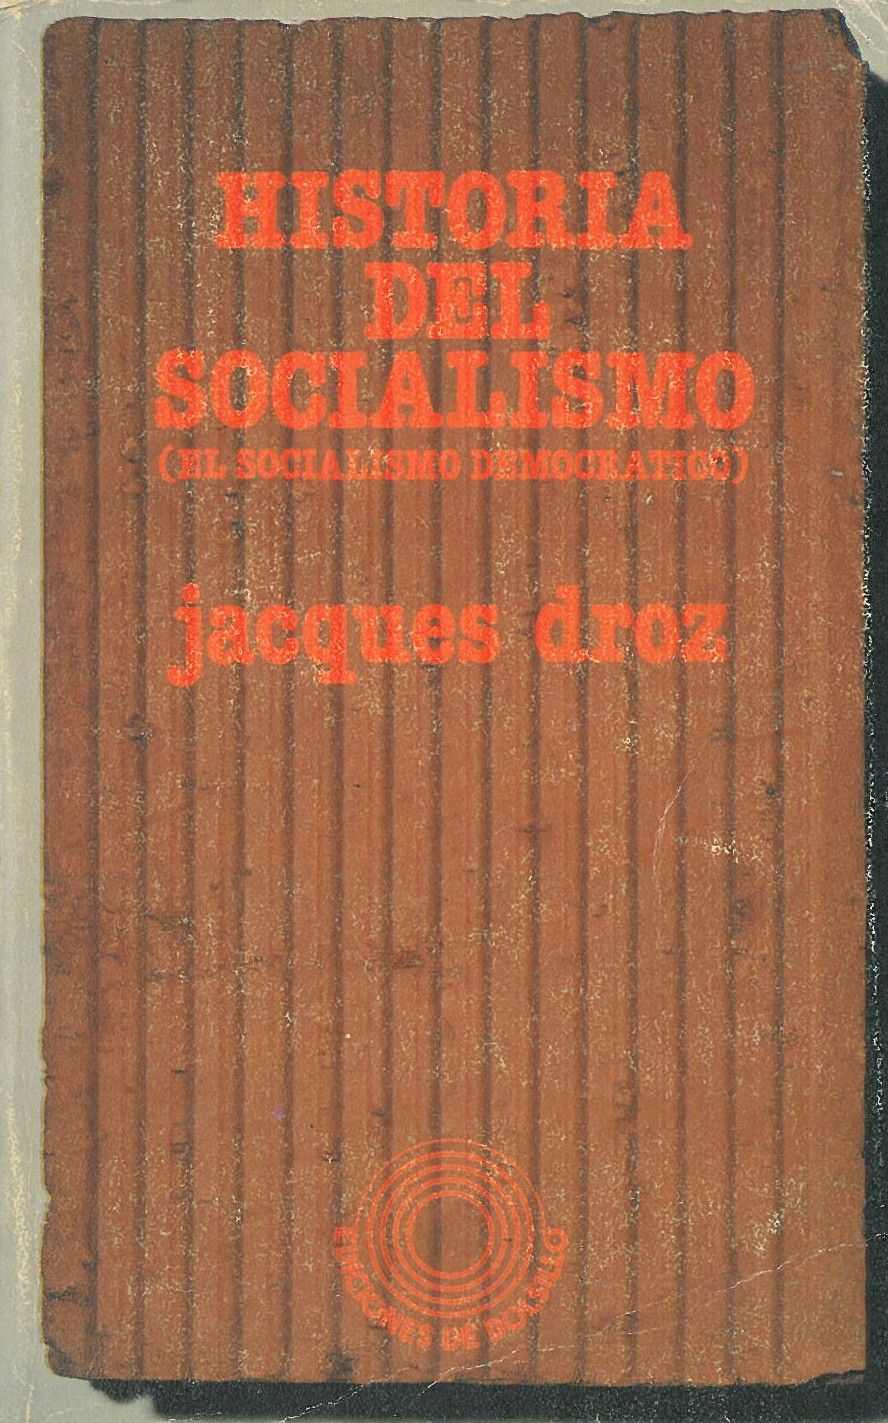 HISTORIA
DEL
SOCIALISMO
(EL SOCIALISMO DEMOCRATICO)
jacques droz
EDICIONES DE BOLSILLO